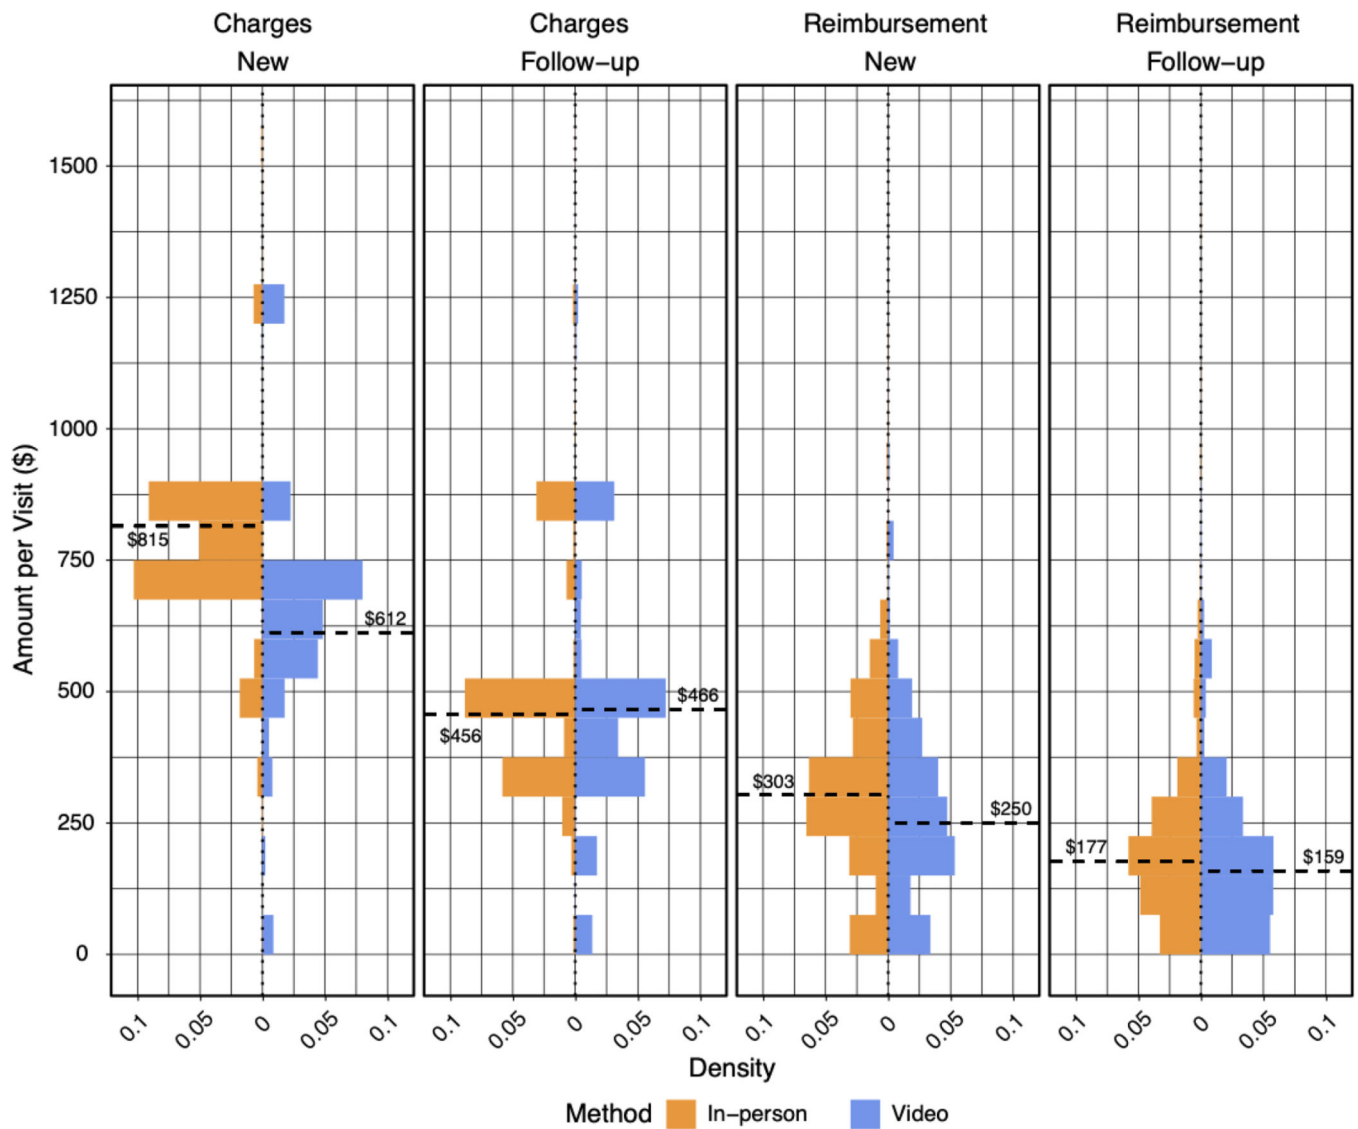 Charges Charges Reimbursement Reimbursement
New Follow−up New Follow−up
Amount per Visit ($)
1500
1250
1000
750
500
250
0
$815
$612
$456
$466
$303
$250
$177
$159
0.1 0.05 0 0.05 0.1 0.1 0.05 0 0.05 0.1 0.1 0.05 0 0.05 0.1 0.1 0.05 0 0.05 0.1
Density
Method In−person Video